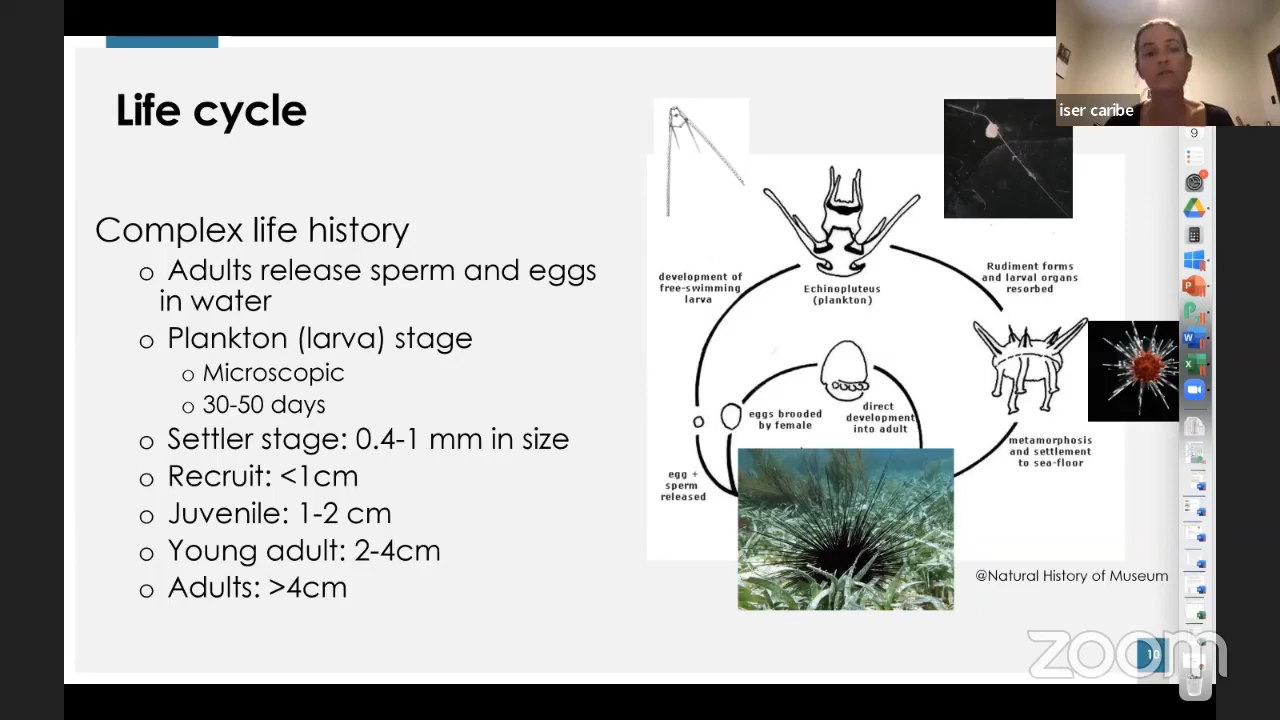 iser caribe
Life cycle
Complex life history
o Adults release sperm and eggs
in water
o Plankton (larva) stage
o Microscopic
o 30-50 days
o Settler stage: 0.4-1 mm in size
o Recruit: <1cm
o Juvenile: 1-2 cm
o Young adult: 2-4cm
o Adults: >4cm
development of
free-swimming
larva
Echinopluteus
(plankton)
Rudiment forms
and larval organs
resorbed
eggs brooded
by female
direct
development
into adult
metamorphosis
and settlement
to sea-floor
egg +
sperm
released
@Natural History of Museum
10
zoom
9